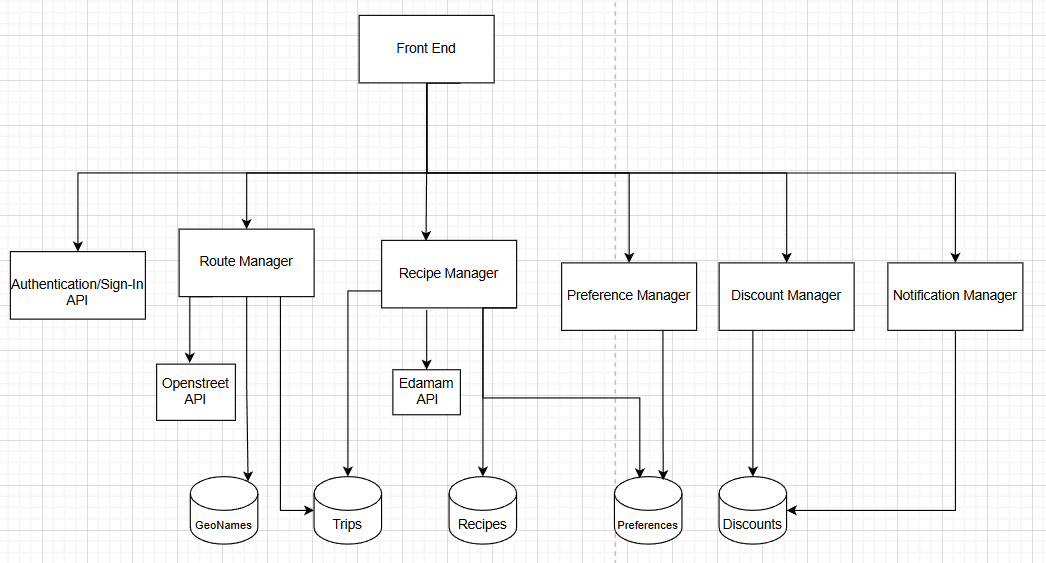 Front End
Authentication/Sign-In
API
Route Manager
Recipe Manager
Preference Manager
Discount Manager
Notification Manager
Openstreet
API
Edamam
API
GeoNames
Trips
Recipes
Preferences
Discounts